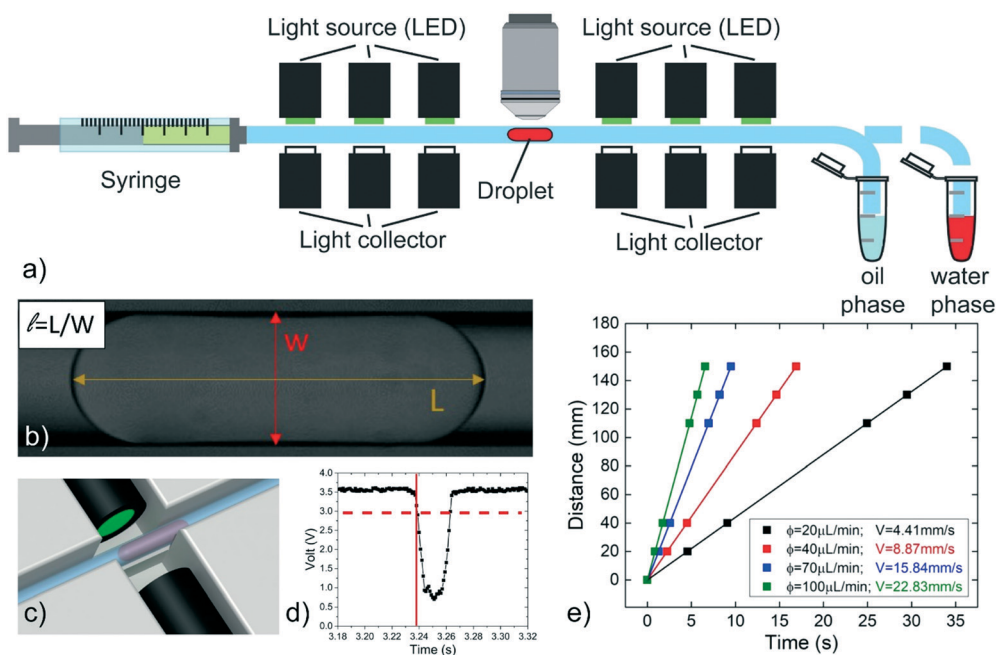 Light source (LED)
Light source (LED)
Syringe
Droplet
Light collector
Light collector
a)
oil
phase
water
phase
ℓ=L/W
W
L
b)
c)
d)
Volt (V)
4.0
3.5
3.0
2.5
2.0
1.5
1.0
0.5
0.0
3.18 3.20 3.22 3.24 3.26 3.28 3.30 3.32
Time (s)
e)
Distance (mm)
180
160
140
120
100
80
60
40
20
0
ϕ=20μL/min; V=4.41mm/s
ϕ=40μL/min; V=8.87mm/s
ϕ=70μL/min; V=15.84mm/s
ϕ=100μL/min; V=22.83mm/s
0 5 10 15 20 25 30 35
Time (s)